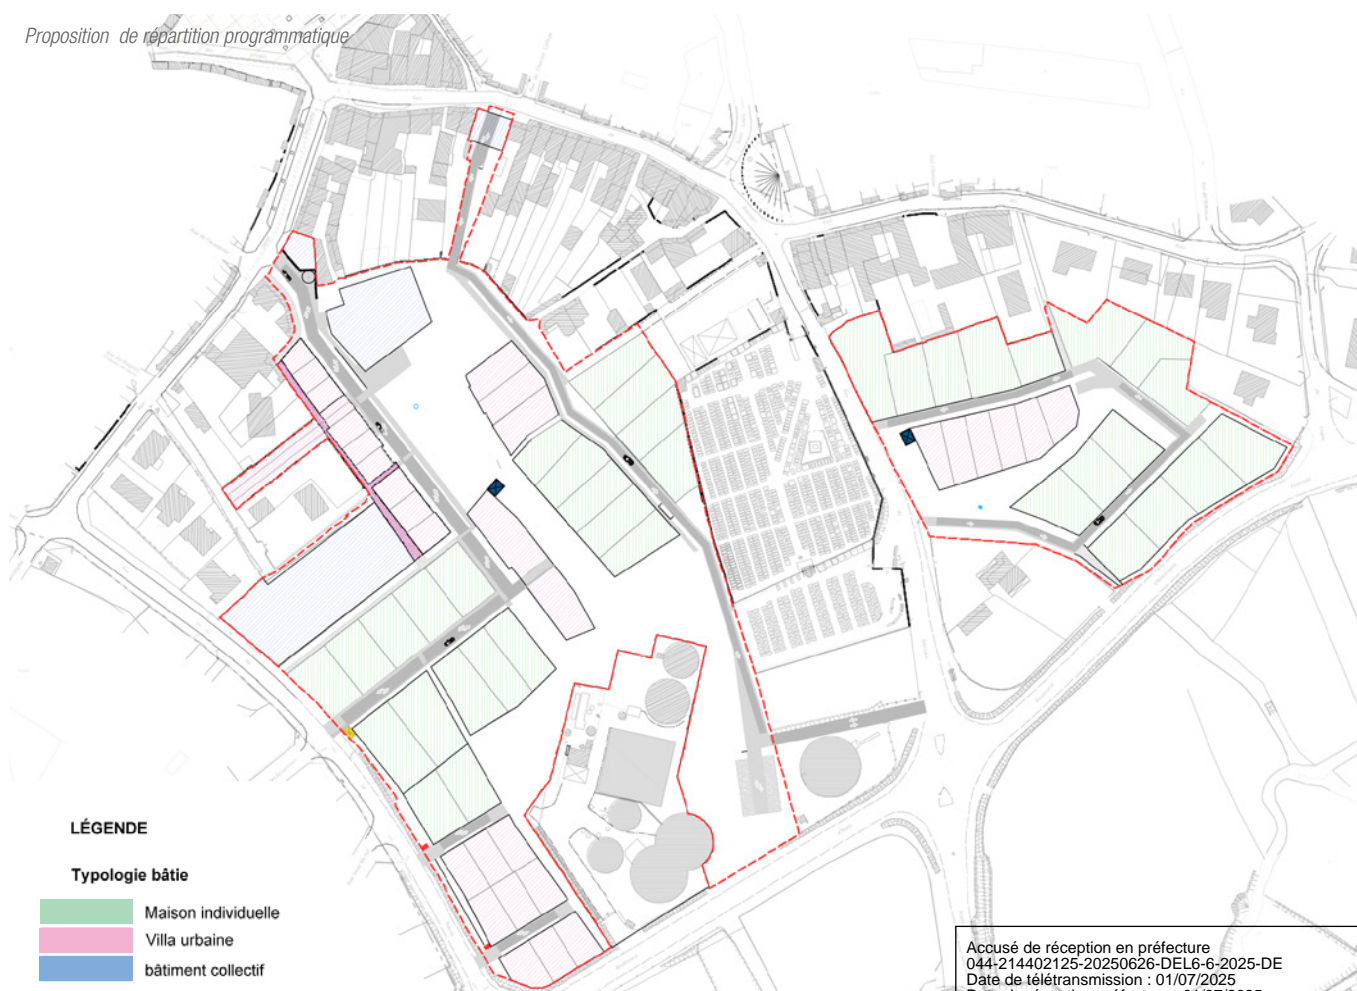 Proposition de répartition programmatique
LÉGENDE
Typologie bâtie
Maison individuelle
Villa urbaine
bâtiment collectif
Accusé de réception en préfecture
044-214402125-20250626-DEL6-6-2025-DE
Date de télétransmission : 01/07/2025